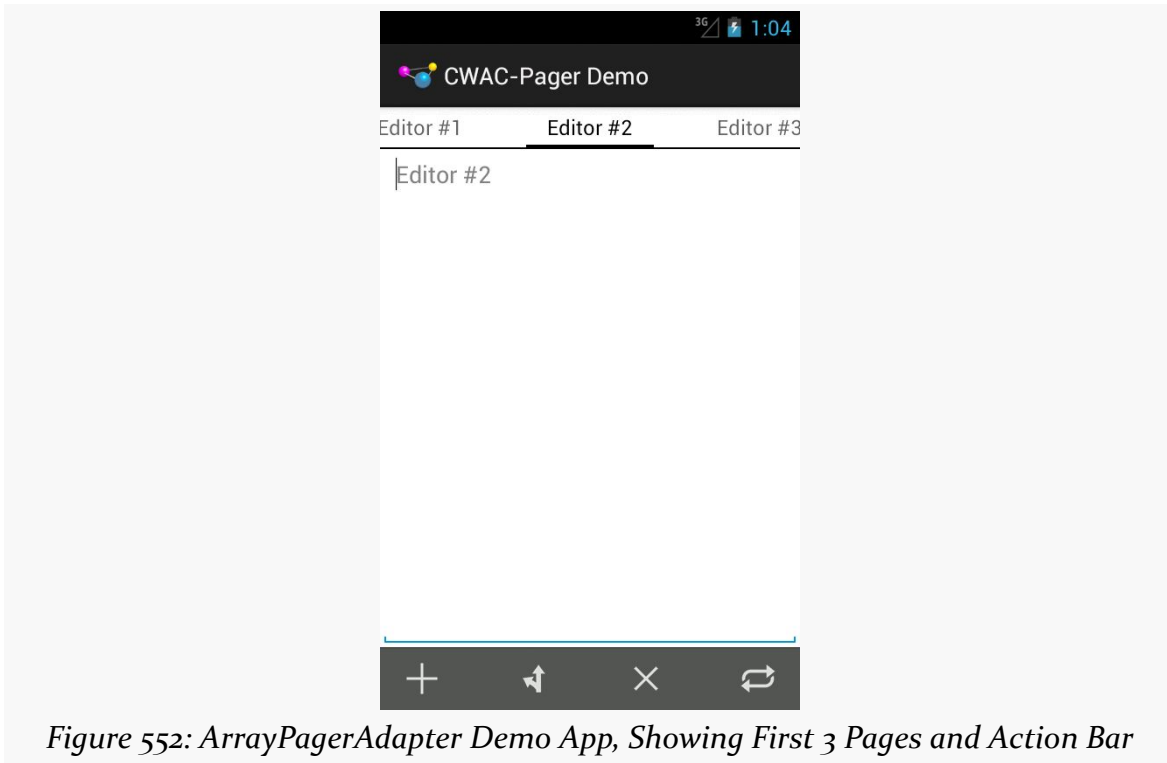 3G 1:04
CWAC-Pager Demo
Editor #1 Editor #2 Editor #3
Editor #2
Figure 552: ArrayPagerAdapter Demo App, Showing First 3 Pages and Action Bar